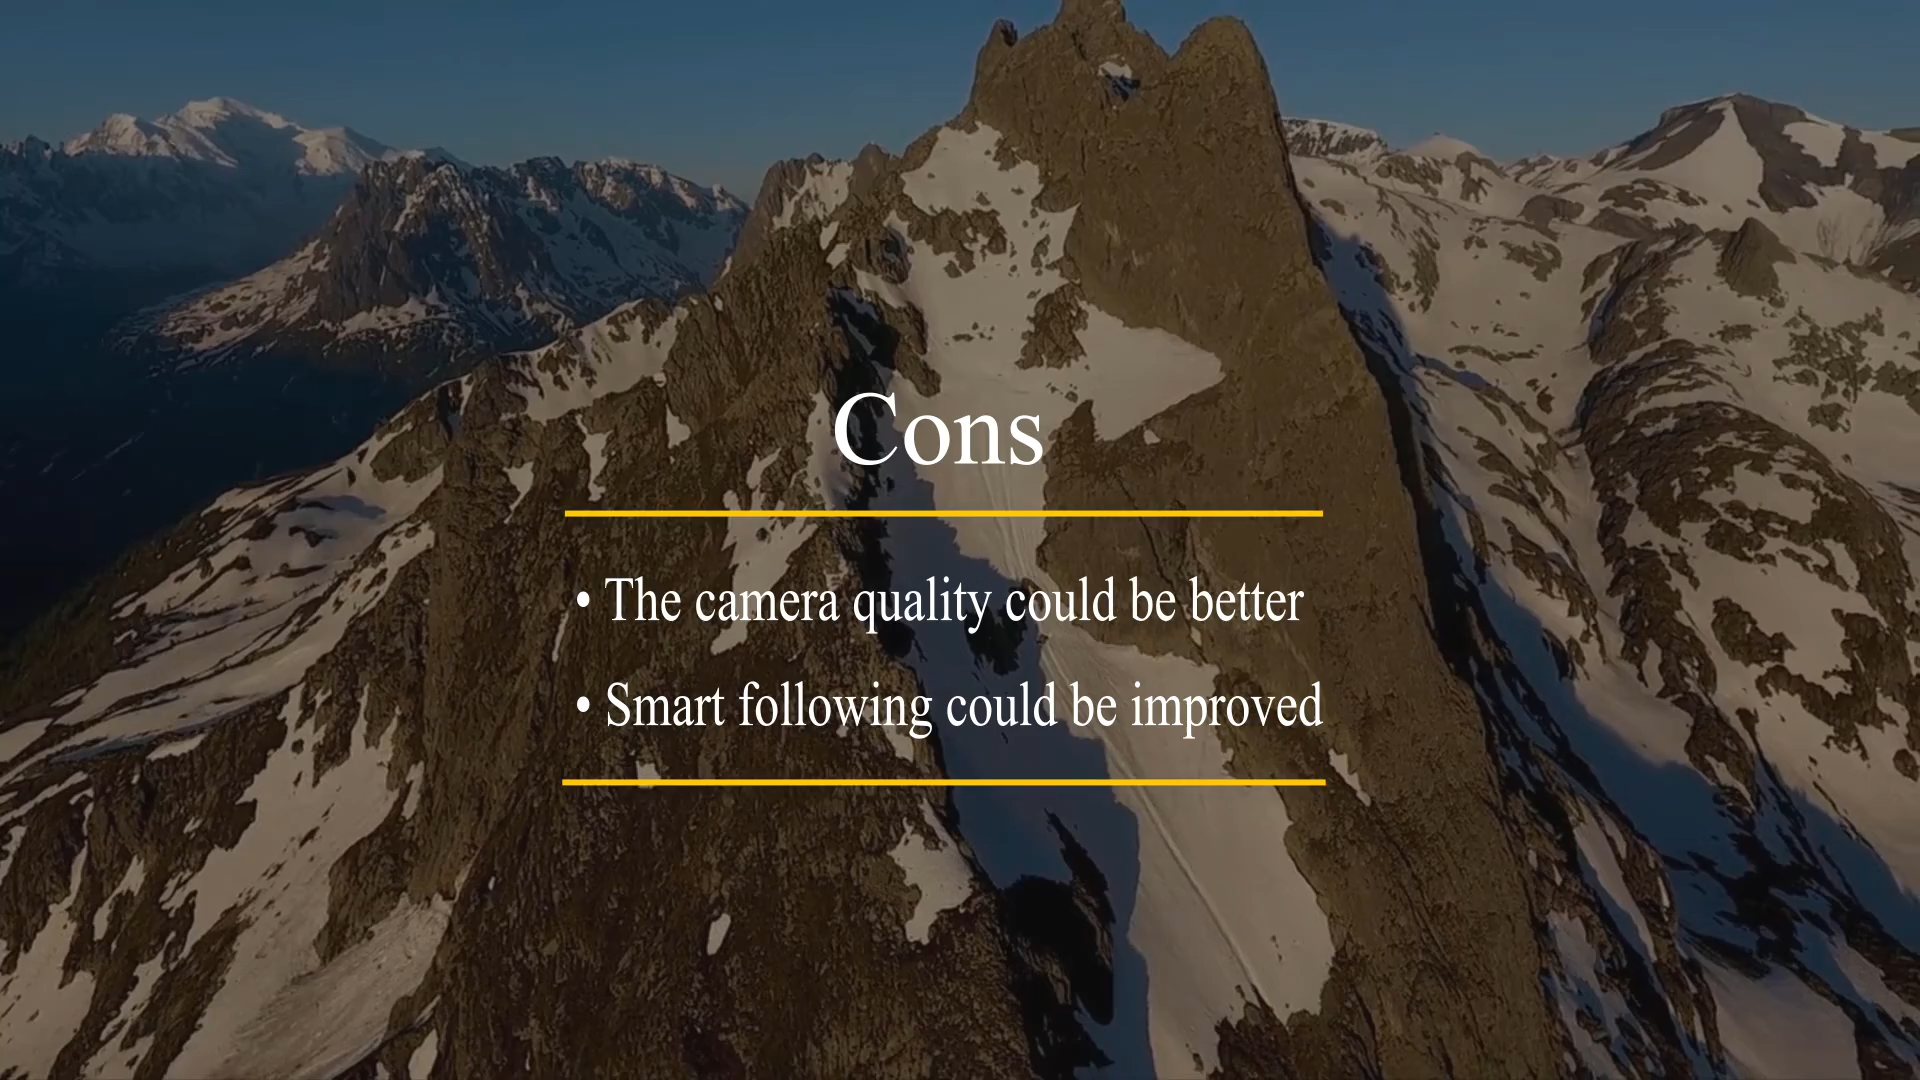 Cons
• The camera quality could be better
• Smart following could be improved